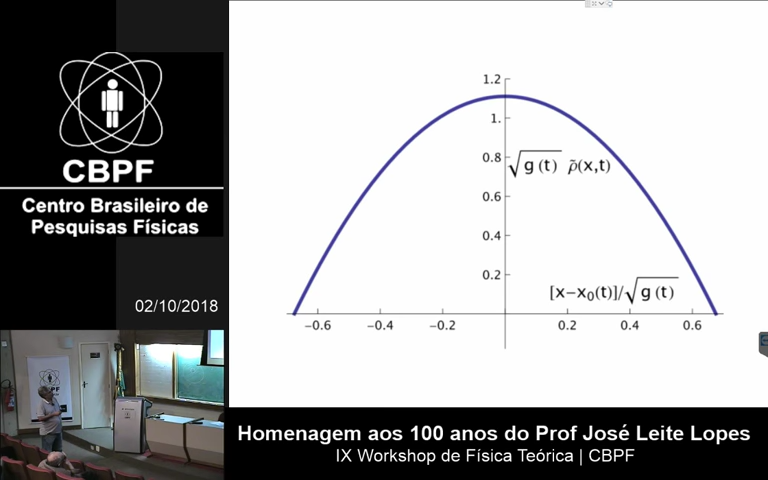 CBPF
Centro Brasileiro de
Pesquisas Físicas
02/10/2018
1.2
1.
0.8
√g(t) ρ̃(x,t)
0.6
0.4
0.2
[x−x₀(t)]/√g(t)
−0.6 −0.4 −0.2 0.2 0.4 0.6
CBPF
Homenagem aos 100 anos do Prof José Leite Lopes
IX Workshop de Física Teórica | CBPF